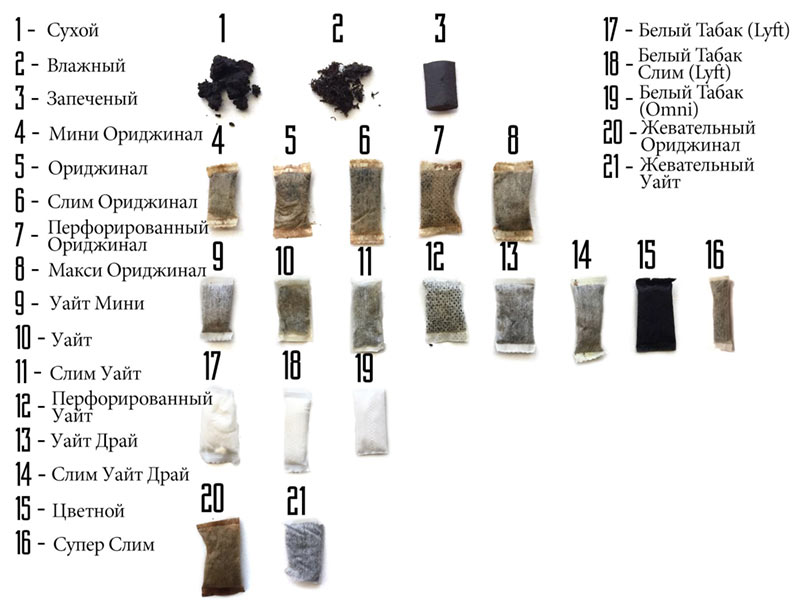 1 - Сухой
2 - Влажный
3 - Запеченый
4 - Мини Ориджинал
5 - Ориджинал
6 - Слим Ориджинал
7 - Перфорированный
Ориджинал
8 - Макси Ориджинал
9 - Уайт Мини
10 - Уайт
11 - Слим Уайт
12 - Перфорированный
Уайт
13 - Уайт Драй
14 - Слим Уайт Драй
15 - Цветной
16 - Супер Слим
1 2 3
4 5 6 7 8
9 10 11 12 13 14 15 16
17 18 19
20 21
17 - Белый Табак (Lyft)
18 - Белый Табак
Слим (Lyft)
19 - Белый Табак
(Omni)
20 - Жевательный
Ориджинал
21 - Жевательный
Уайт